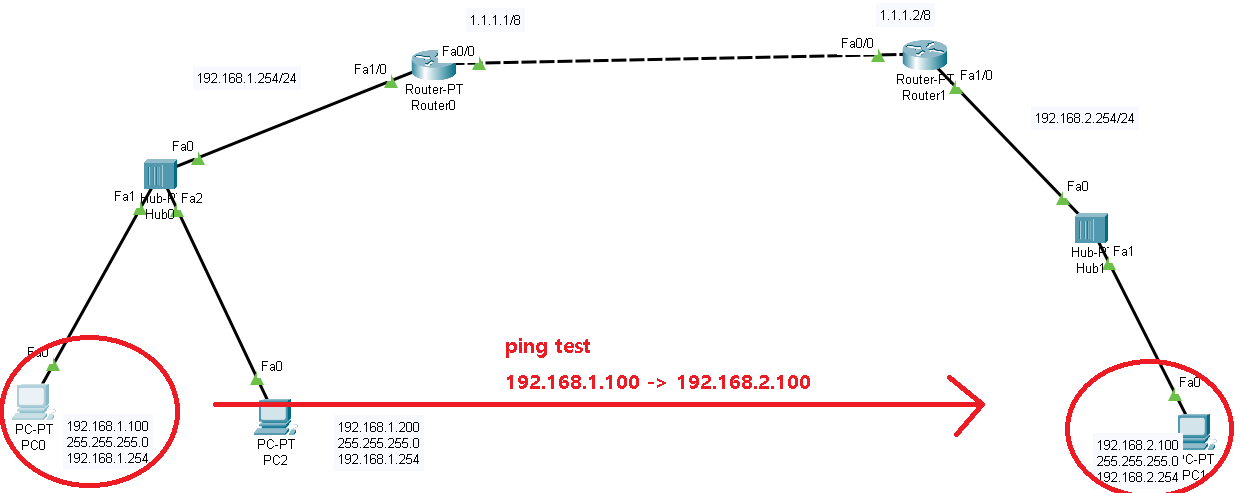 1.1.1.1/8
1.1.1.2/8
Fa0/0
Fa0/0
Fa1/0
Fa1/0
192.168.1.254/24
Router-PT
Router0
Router-PT
Router1
192.168.2.254/24
Fa0
Fa0
Fa1
Fa2
Hub-P
Hub0
Hub-P
Hub1
Fa1
Fa0
Fa0
Fa0
ping test
192.168.1.100 -> 192.168.2.100
PC-PT
PC0
192.168.1.100
255.255.255.0
192.168.1.254
PC-PT
PC2
192.168.1.200
255.255.255.0
192.168.1.254
192.168.2.100
255.255.255.0
192.168.2.254
'C-PT
PC1